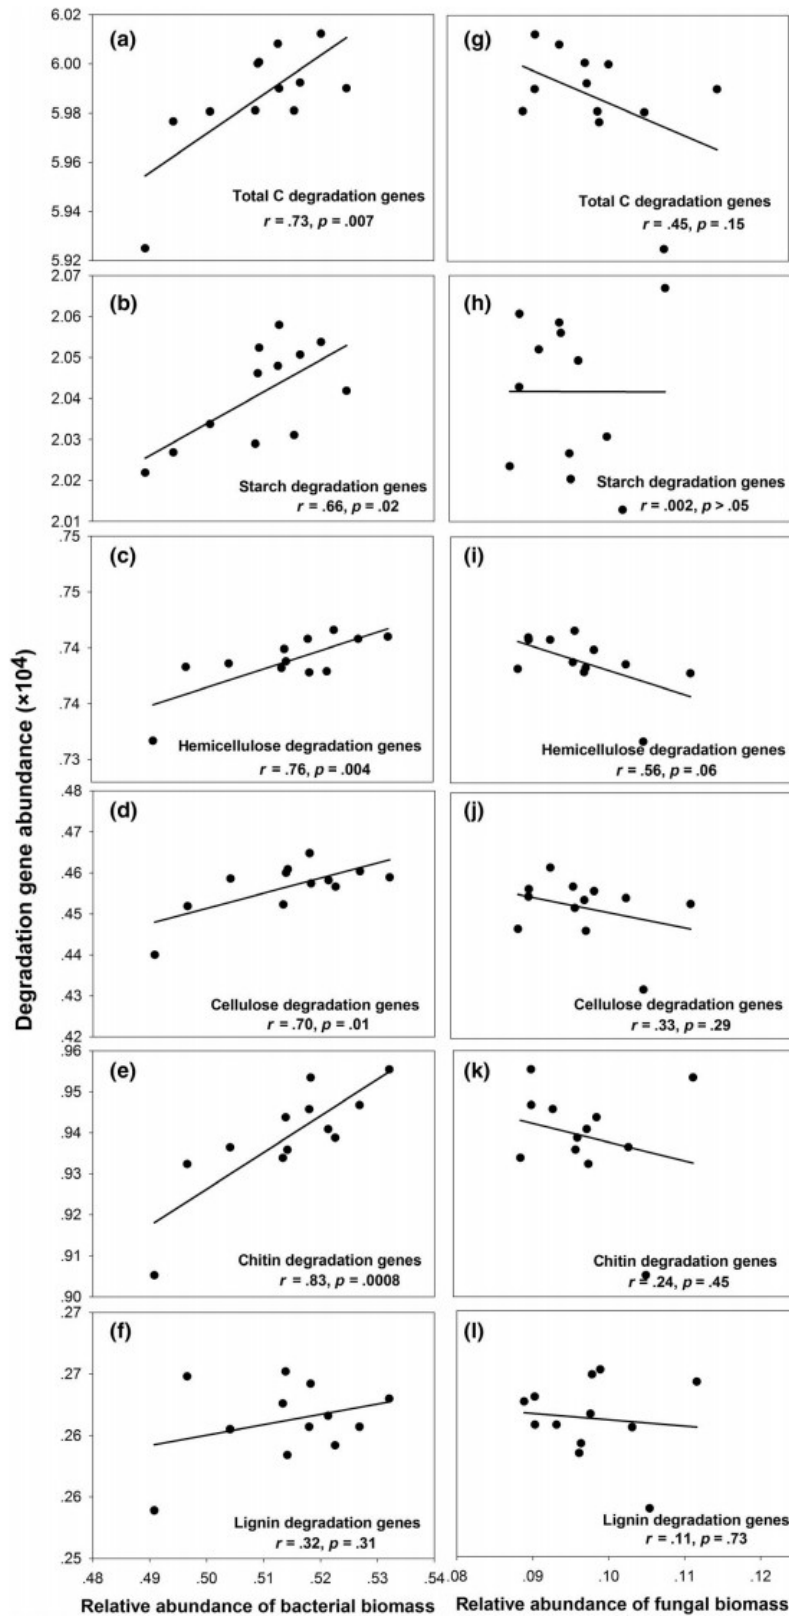 Degradation gene abundance (×10⁴)
(a)
6.02
6.00
5.98
5.96
5.94
5.92
Total C degradation genes
r = .73, p = .007
(g)
Total C degradation genes
r = .45, p = .15
(b)
2.07
2.06
2.05
2.04
2.03
2.02
2.01
Starch degradation genes
r = .66, p = .02
(h)
Starch degradation genes
r = .002, p > .05
(c)
.75
.75
.74
.74
.73
Hemicellulose degradation genes
r = .76, p = .004
(i)
Hemicellulose degradation genes
r = .56, p = .06
(d)
.48
.47
.46
.45
.44
.43
.42
Cellulose degradation genes
r = .70, p = .01
(j)
Cellulose degradation genes
r = .33, p = .29
(e)
.96
.95
.94
.93
.92
.91
.90
Chitin degradation genes
r = .83, p = .0008
(k)
Chitin degradation genes
r = .24, p = .45
(f)
.27
.27
.26
.26
.25
Lignin degradation genes
r = .32, p = .31
(l)
Lignin degradation genes
r = .11, p = .73
.48 .49 .50 .51 .52 .53 .54
.08 .09 .10 .11 .12
Relative abundance of bacterial biomass
Relative abundance of fungal biomass